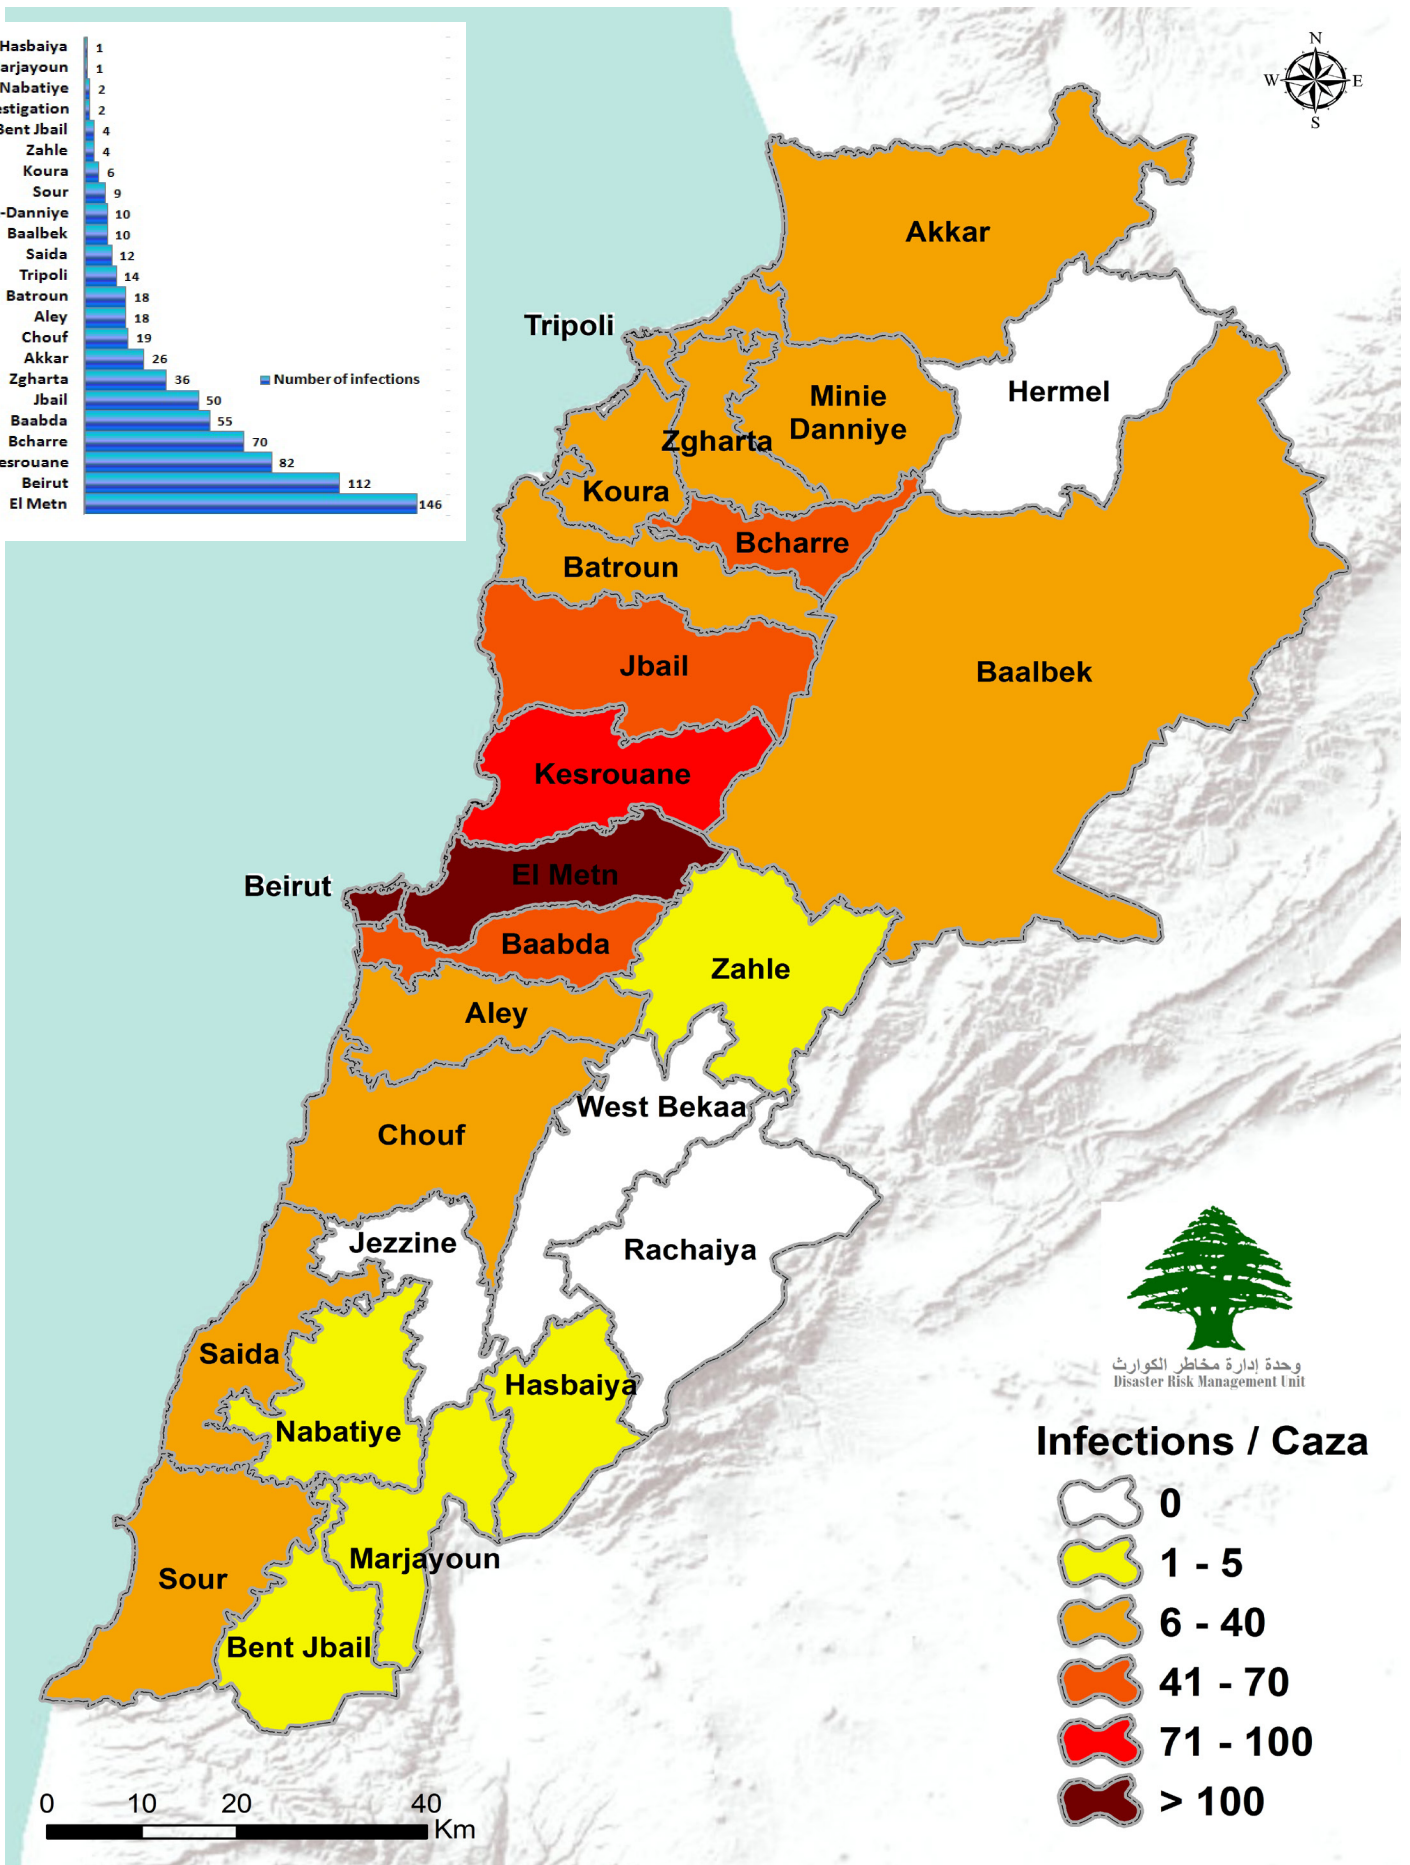 Hasbaiya 1
arjayoun 1
Nabatiye 2
estigation 2
Bent Jbail 4
Zahle 4
Koura 6
Sour 9
-Danniye 10
Baalbek 10
Saida 12
Tripoli 14
Batroun 18
Aley 18
Chouf 19
Akkar 26
Zgharta 36
Number of infections
Jbail 50
Baabda 55
Bcharre 70
esrouane 82
Beirut 112
El Metn 146
N
W E
S
Akkar
Tripoli
Hermel
Minie
Danniye
Zgharta
Koura
Bcharre
Batroun
Jbail
Baalbek
Kesrouane
El Metn
Beirut
Baabda
Zahle
Aley
West Bekaa
Chouf
Jezzine
Rachaiya
Saida
Hasbaiya
Nabatiye
Marjayoun
Sour
Bent Jbail
وحدة إدارة مخاطر الكوارث
Disaster Risk Management Unit
Infections / Caza
0
1 - 5
6 - 40
41 - 70
71 - 100
> 100
0 10 20 40
Km